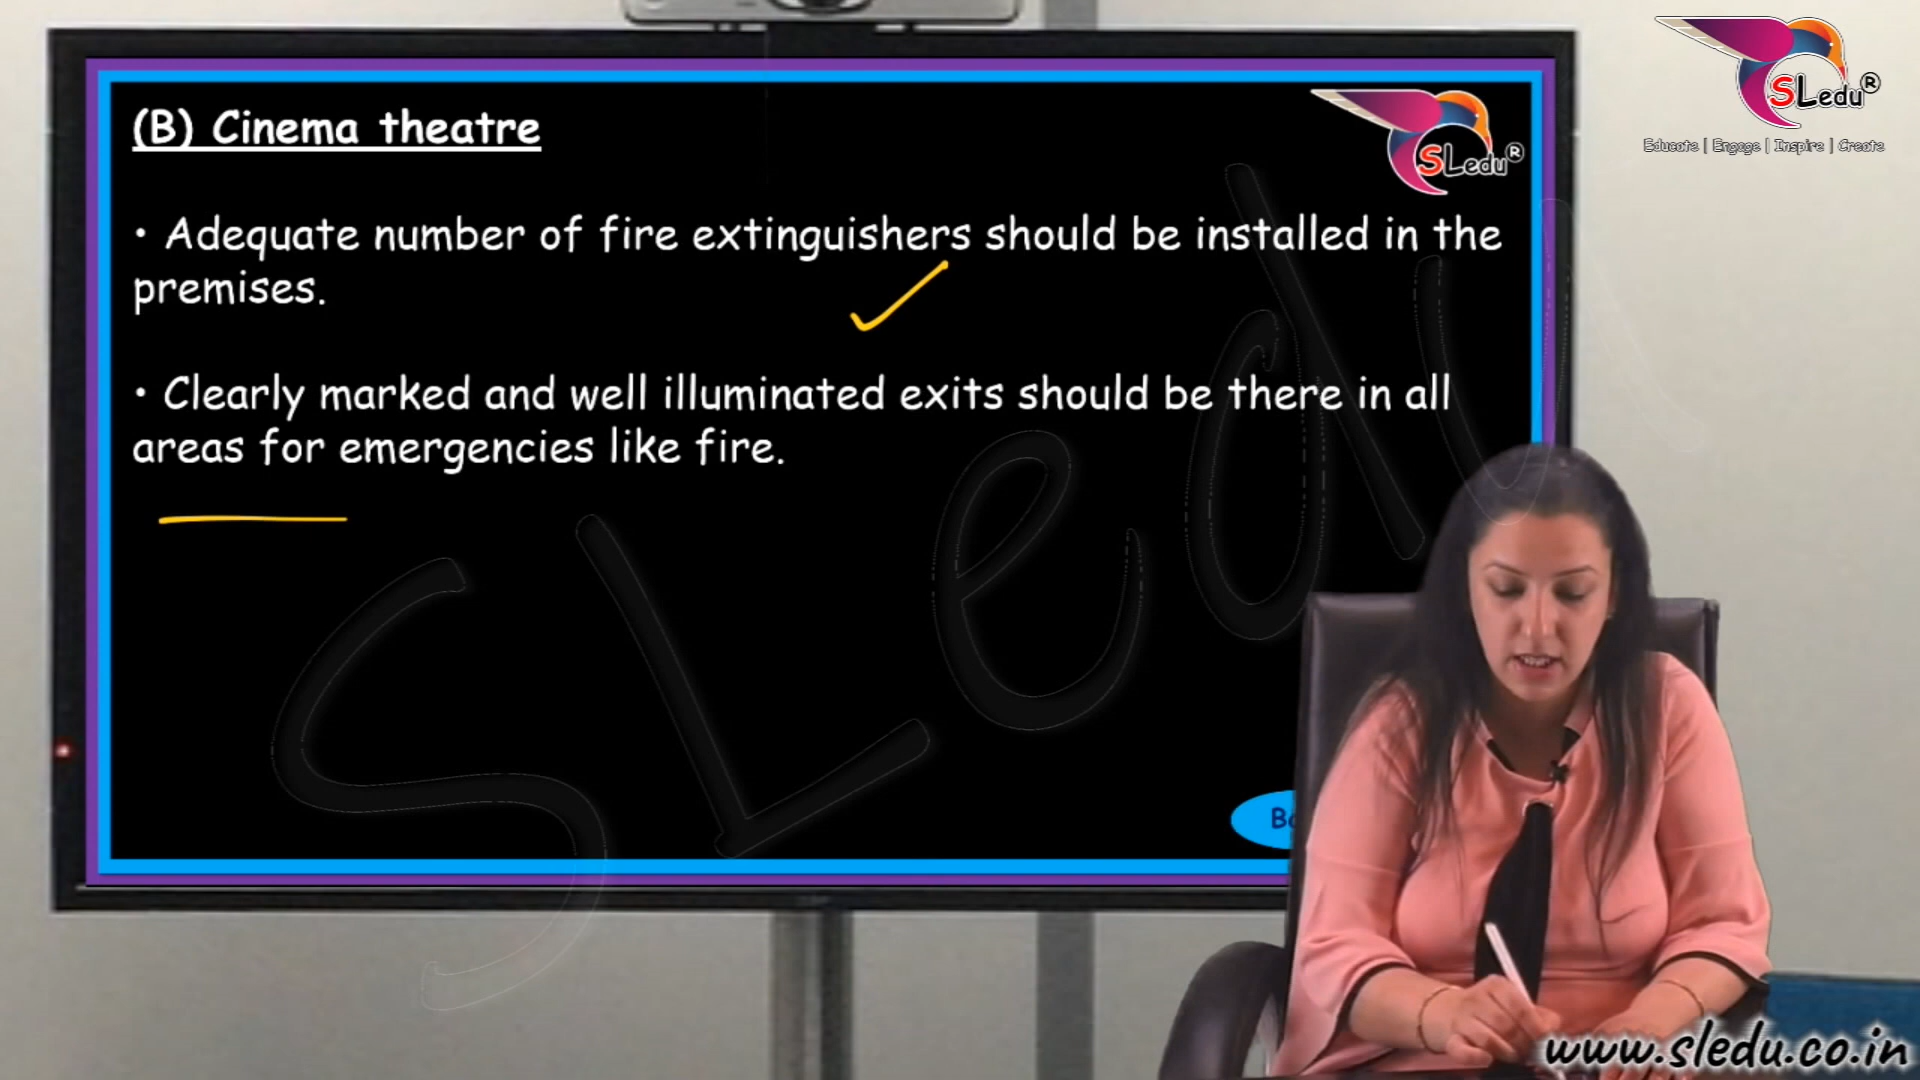 (B) Cinema theatre
SLedu®
• Adequate number of fire extinguishers should be installed in the
premises.
• Clearly marked and well illuminated exits should be there in all
areas for emergencies like fire.
SLedu
SLedu®
Educate | Engage | Inspire | Create
www.sledu.co.in